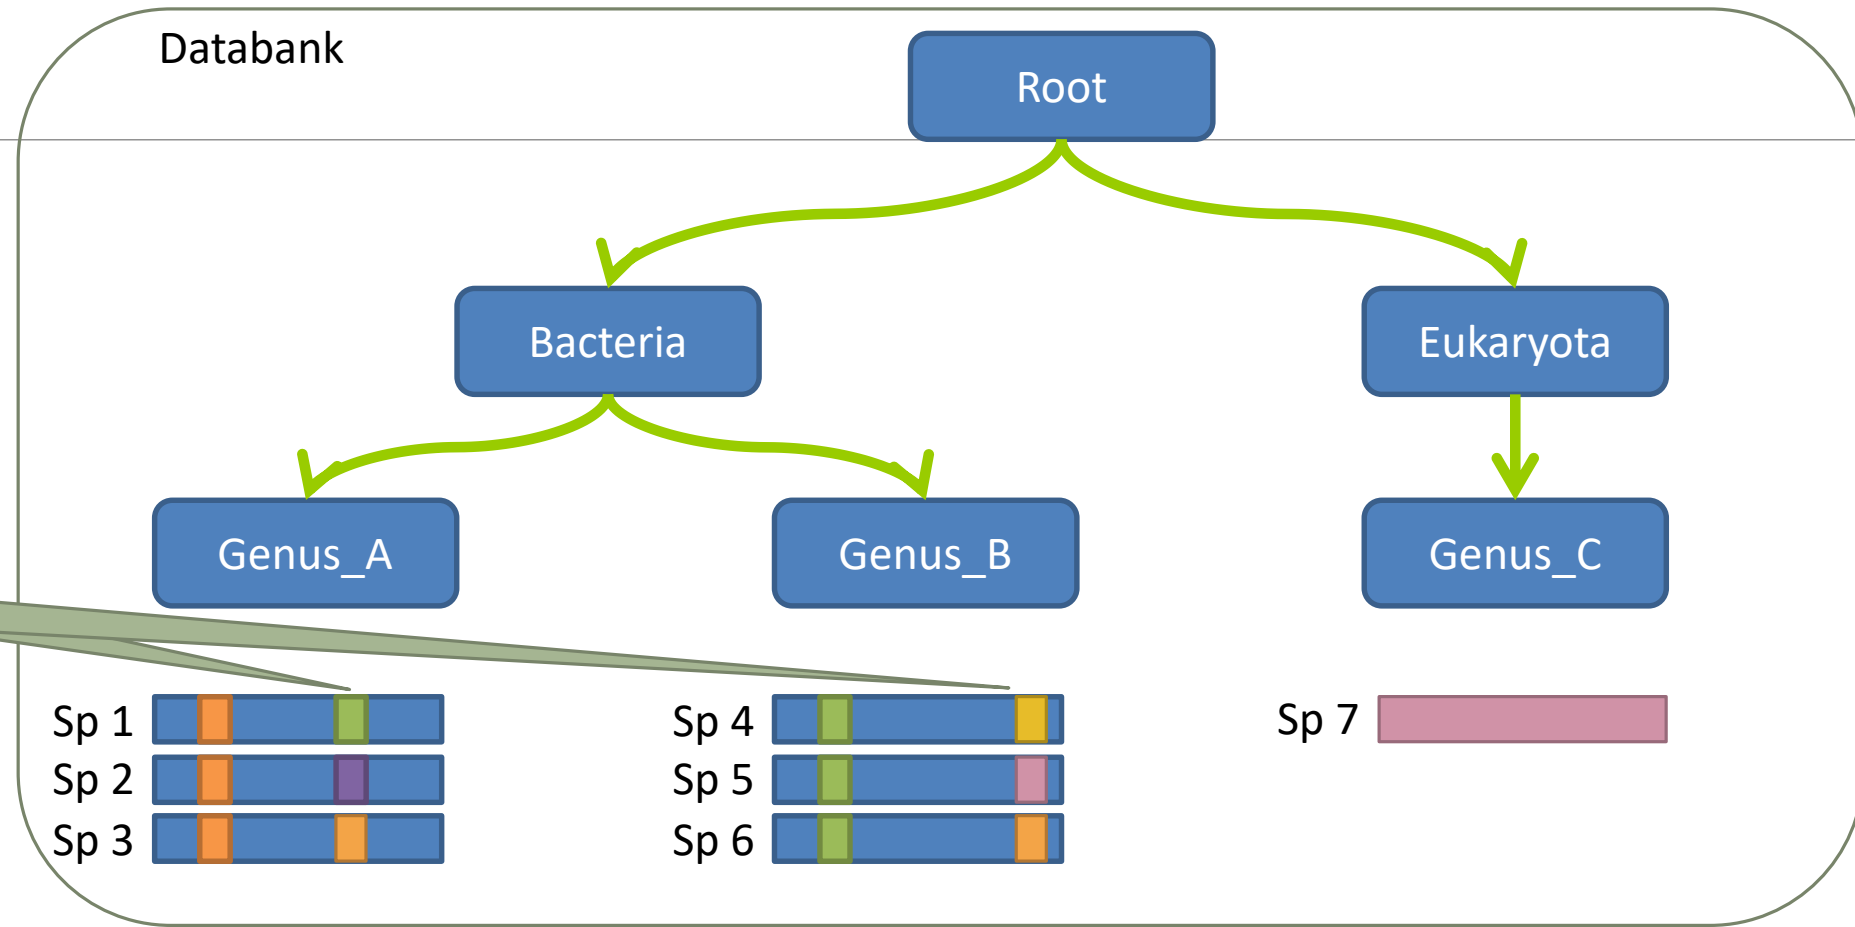 Databank
Root
Bacteria
Eukaryota
Genus_A
Genus_B
Genus_C
Sp 1
Sp 2
Sp 3
Sp 4
Sp 5
Sp 6
Sp 7